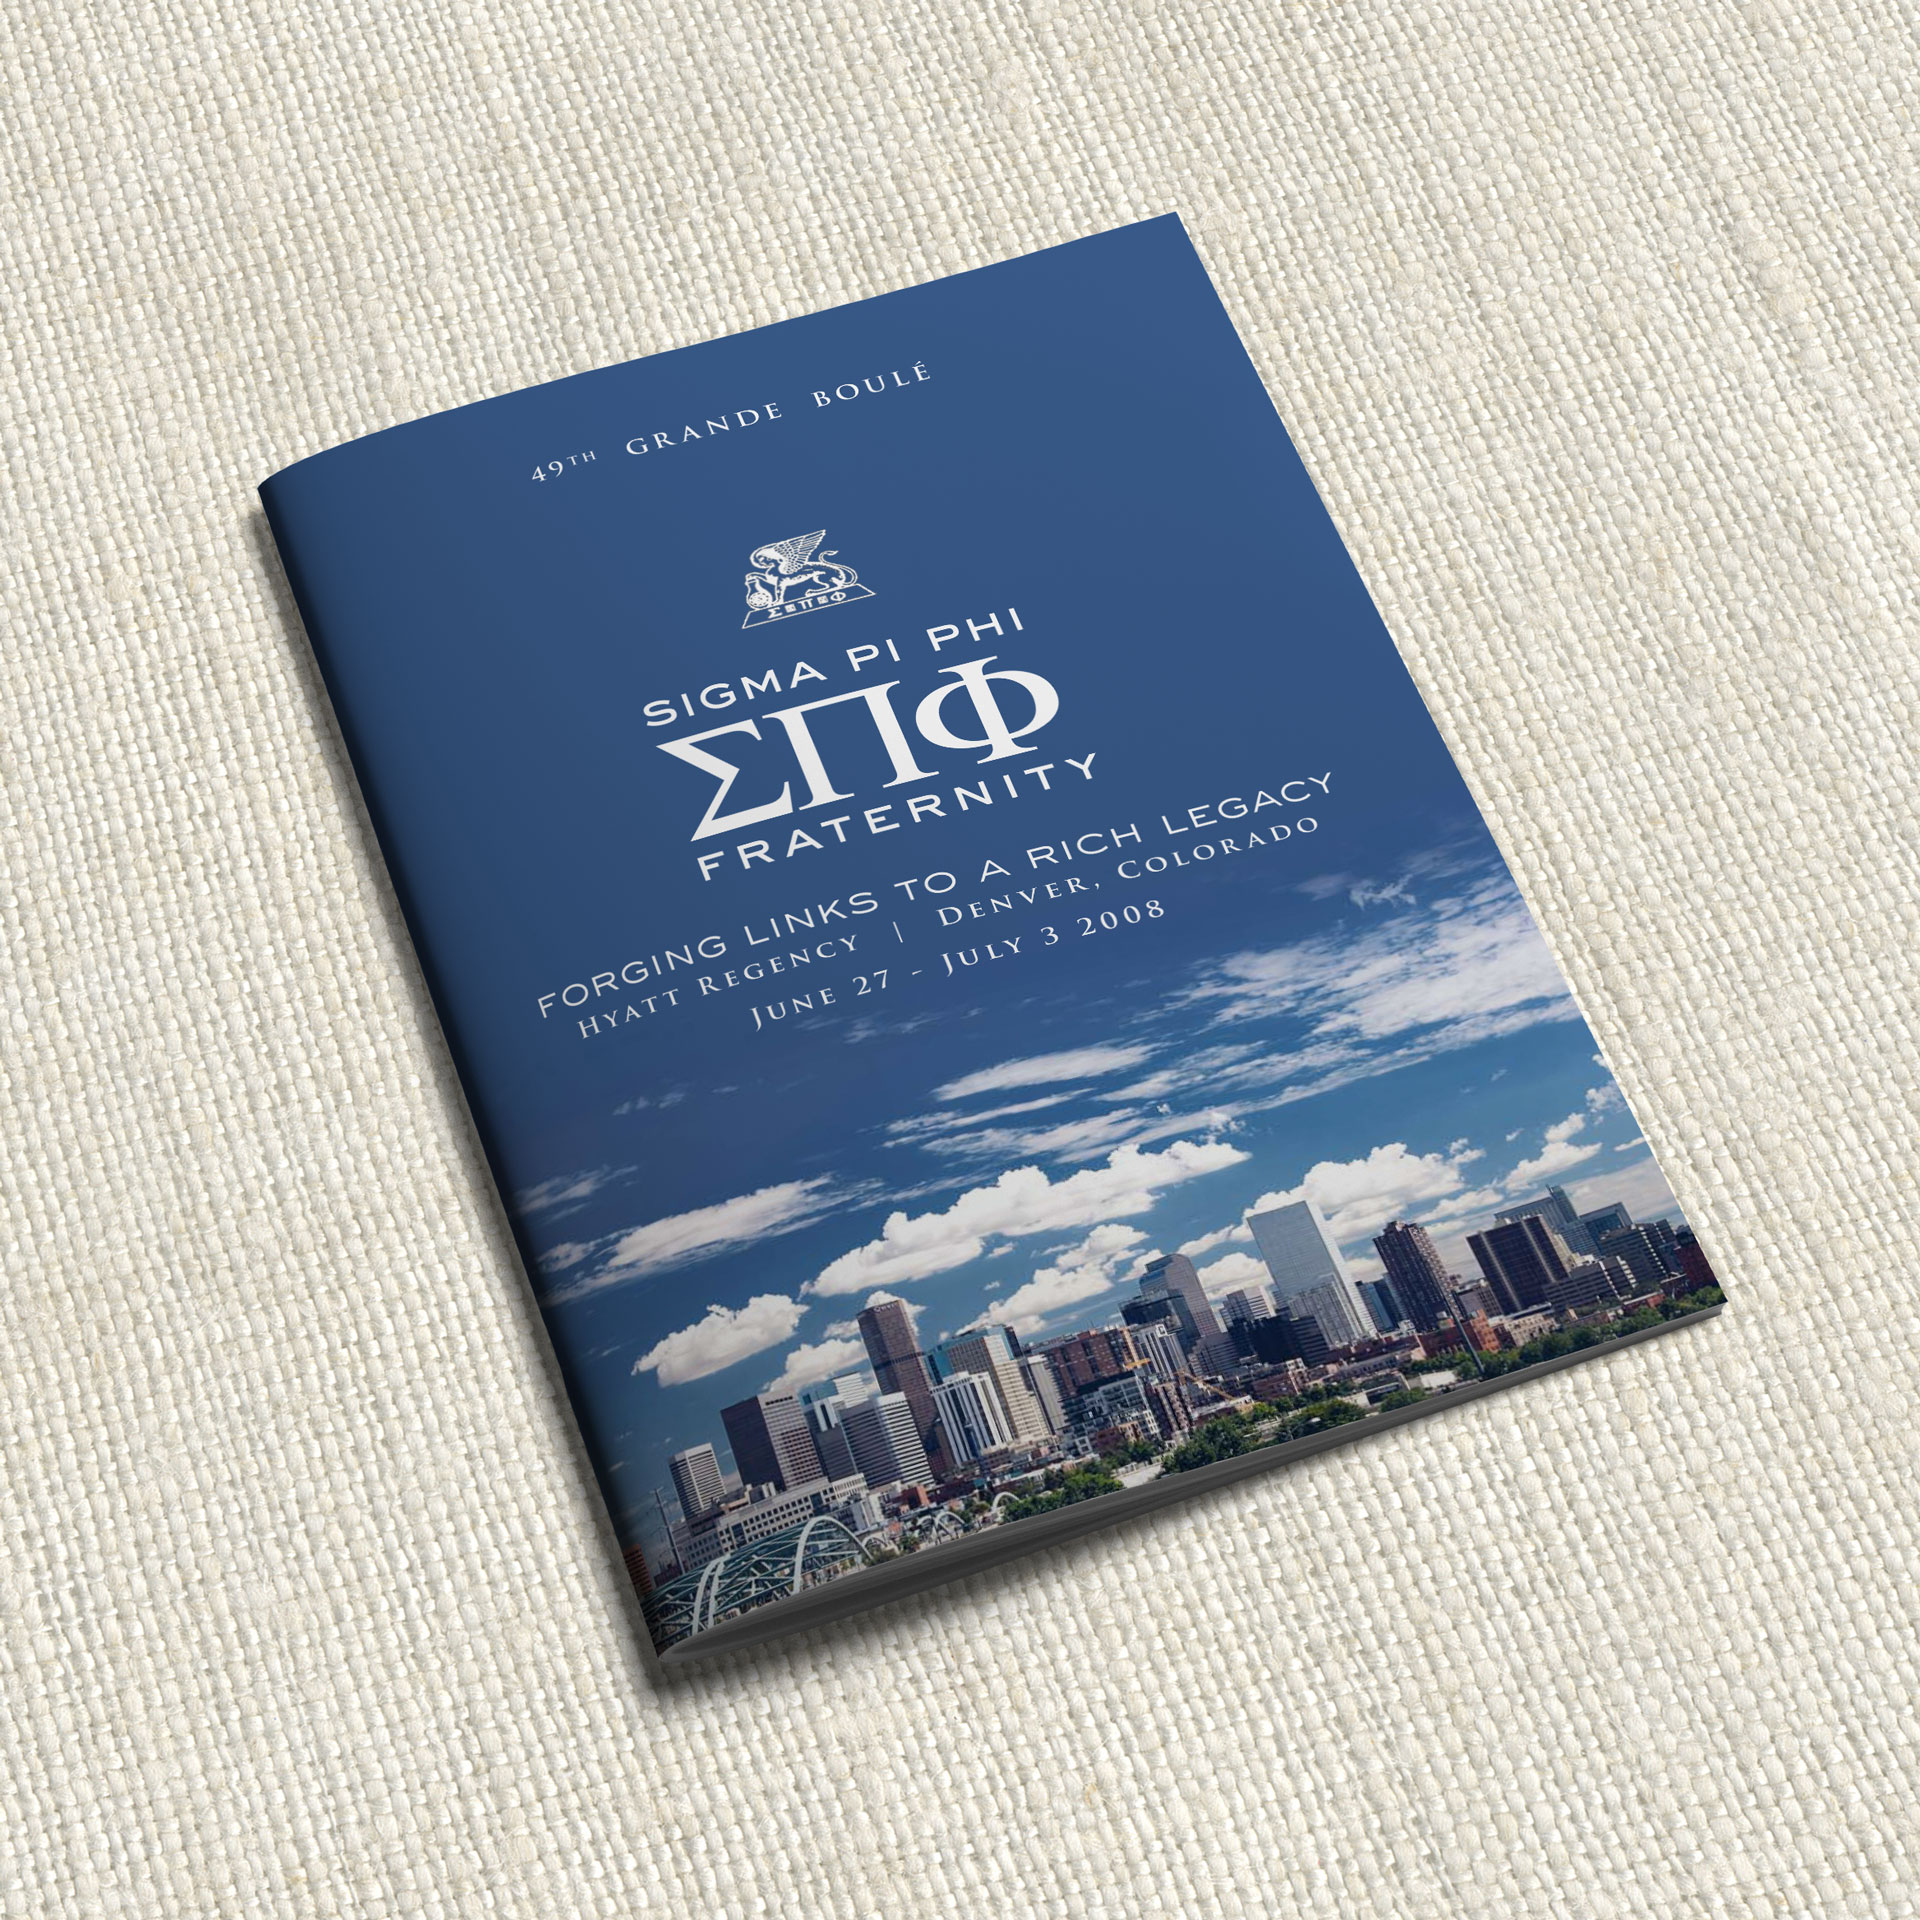 49TH GRANDE BOULÉ
SIGMA PI PHI
ΣΠΦ
FRATERNITY
FORGING LINKS TO A RICH LEGACY
HYATT REGENCY | DENVER, COLORADO
JUNE 27 - JULY 3 2008